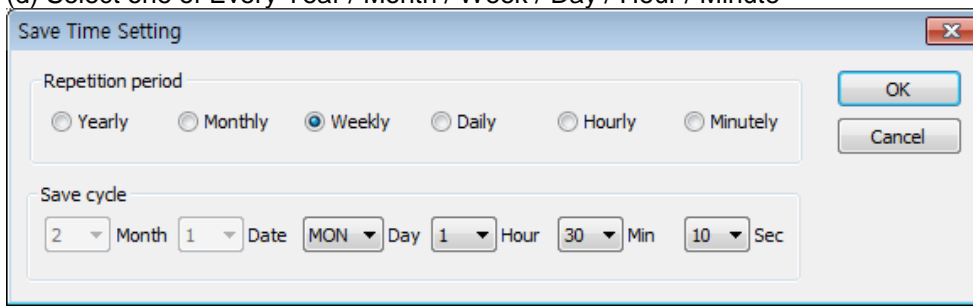 (d) Select one of Every Year / Month / Week / Day / Hour / Minute
Save Time Setting
Repetition period
Yearly Monthly Weekly Daily Hourly Minutely
OK
Cancel
Save cycle
2 Month 1 Date MON Day 1 Hour 30 Min 10 Sec